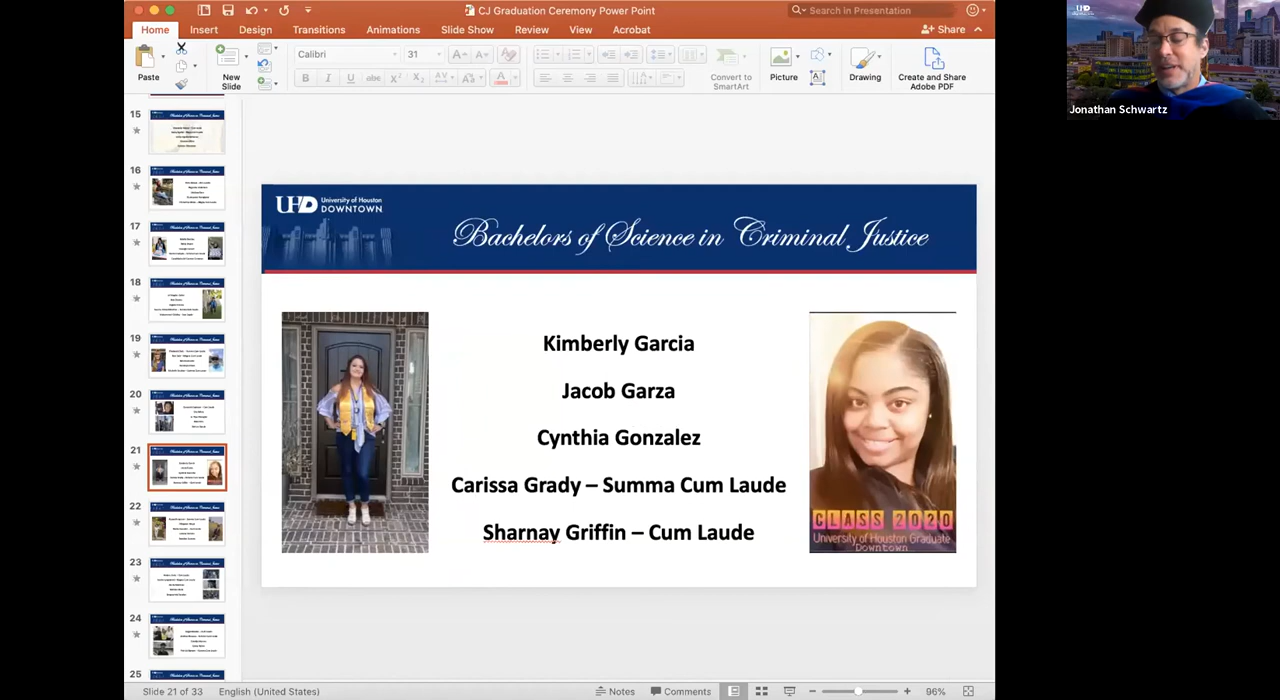 CJ Graduation Ceremony Power Point
Search in Presentation
Home Insert Design Transitions Animations Slide Show Review View Acrobat
Share
Paste
New
Slide
Calibri 31
Convert to
SmartArt
Picture
Drawing
Create and Share
Adobe PDF
UHD
Jonathan Schwartz
15
16
17
18
19
20
21
22
23
24
25
UHD University of Houston
DOWNTOWN
Bachelors of Science in Criminal Justice
Kimberly Garcia
Jacob Garza
Cynthia Gonzalez
Carissa Grady – Summa Cum Laude
Sharnay Griffin – Cum Laude
CLASS 2020
University of Houston Graduate
Downtown
Slide 21 of 33 English (United States)
Notes Comments 96%